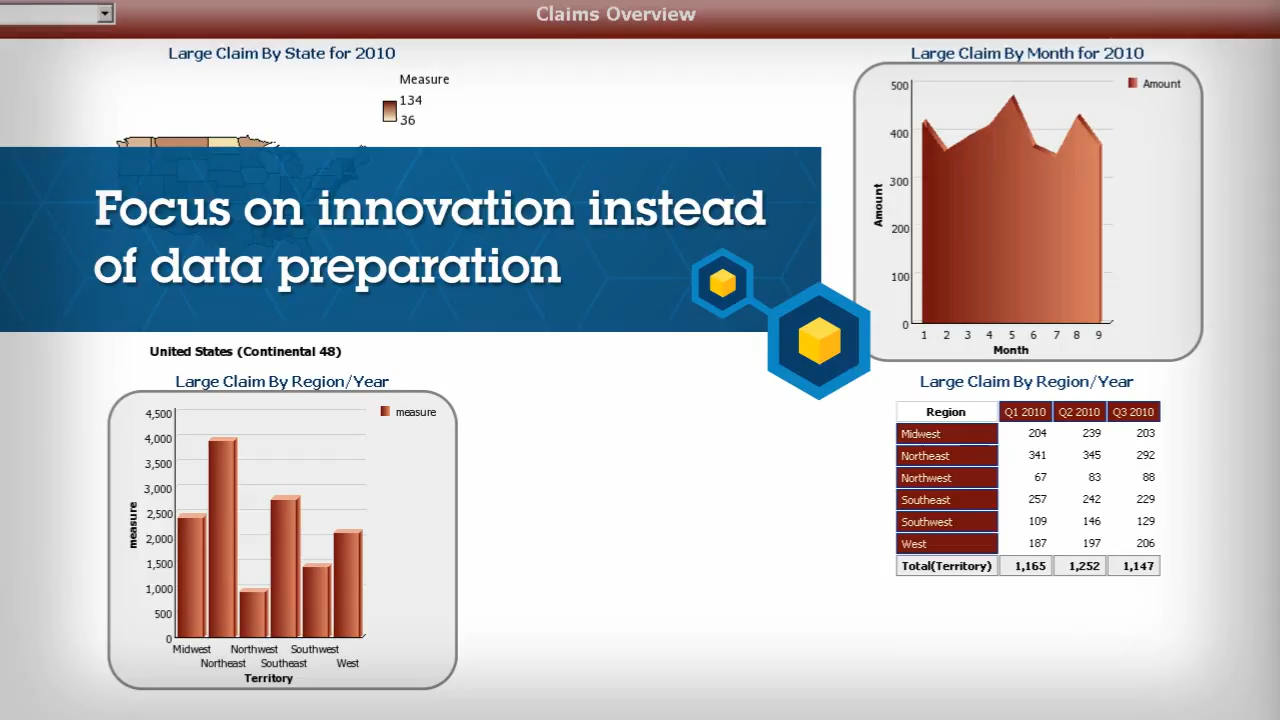 Claims Overview
Large Claim By State for 2010
Measure
134
36
Focus on innovation instead
of data preparation
United States (Continental 48)
Large Claim By Month for 2010
Amount
500
400
300
200
100
0
Amount
1 2 3 4 5 6 7 8 9
Month
Large Claim By Region/Year
measure
4,500
4,000
3,500
3,000
2,500
2,000
1,500
1,000
500
0
measure
Midwest Northwest Southwest
Northeast Southeast West
Territory
Large Claim By Region/Year
Region Q1 2010 Q2 2010 Q3 2010
Midwest 204 239 203
Northeast 341 345 292
Northwest 67 83 88
Southeast 257 242 229
Southwest 109 146 129
West 187 197 206
Total(Territory) 1,165 1,252 1,147